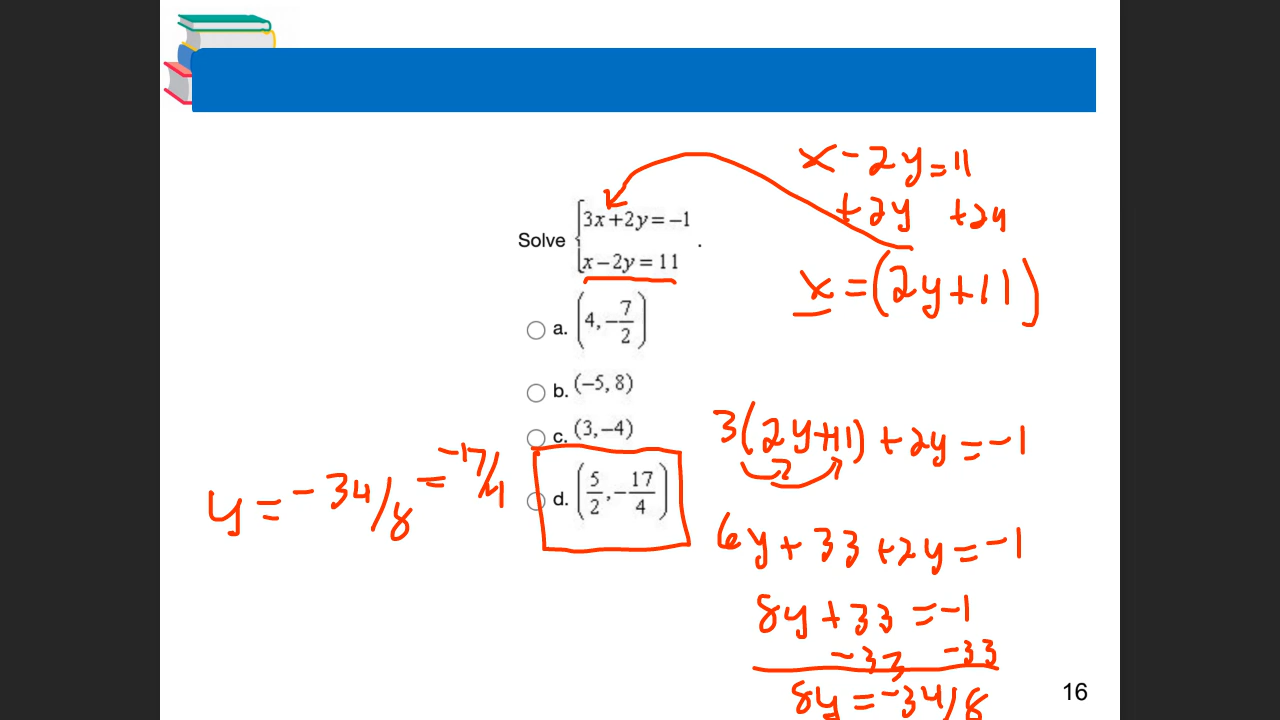 x - 2y = 11
+2y +2y
x = (2y + 11)
Solve { 3x + 2y = -1
x - 2y = 11 .
a. (4, -7/2)
b. (-5, 8)
c. (3, -4)
d. (5/2, -17/4)
3(2y + 11) + 2y = -1
6y + 33 + 2y = -1
8y + 33 = -1
-33 -33
8y = -34/8
y = -34/8 = -17/4
16